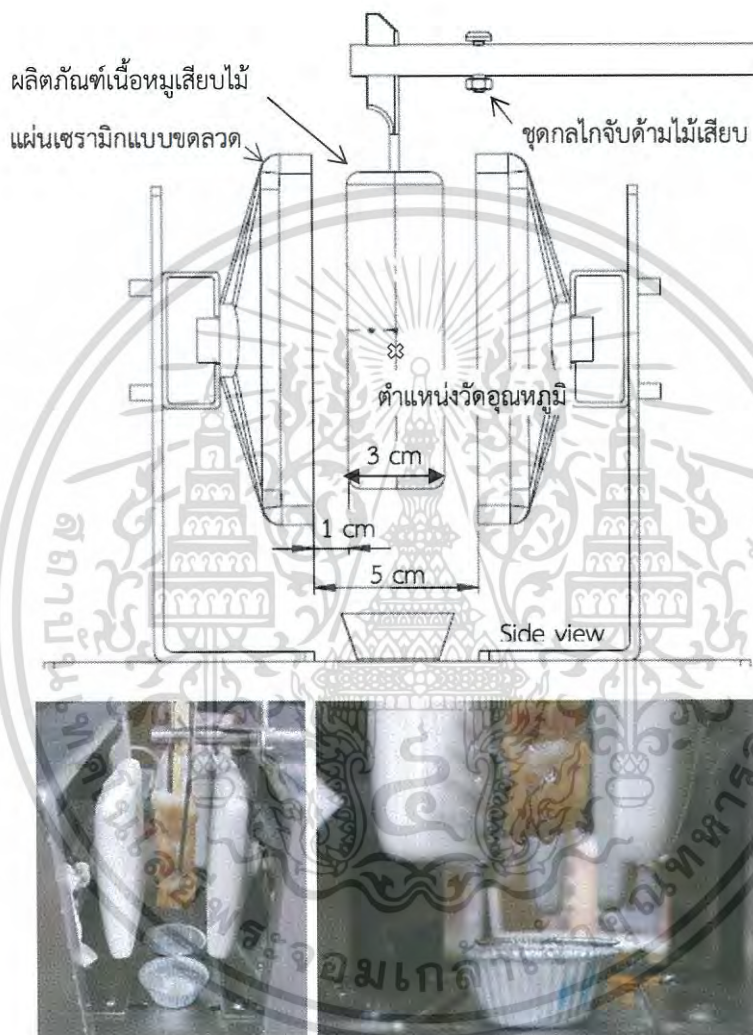 ผลิตภัณฑ์เนื้อหมูเสียบไม้
แผ่นเซรามิกแบบขดลวด
ชุดกลไกจับด้ามไม้เสียบ
ตำแหน่งวัดอุณหภูมิ
3 cm
1 cm
5 cm
Side view